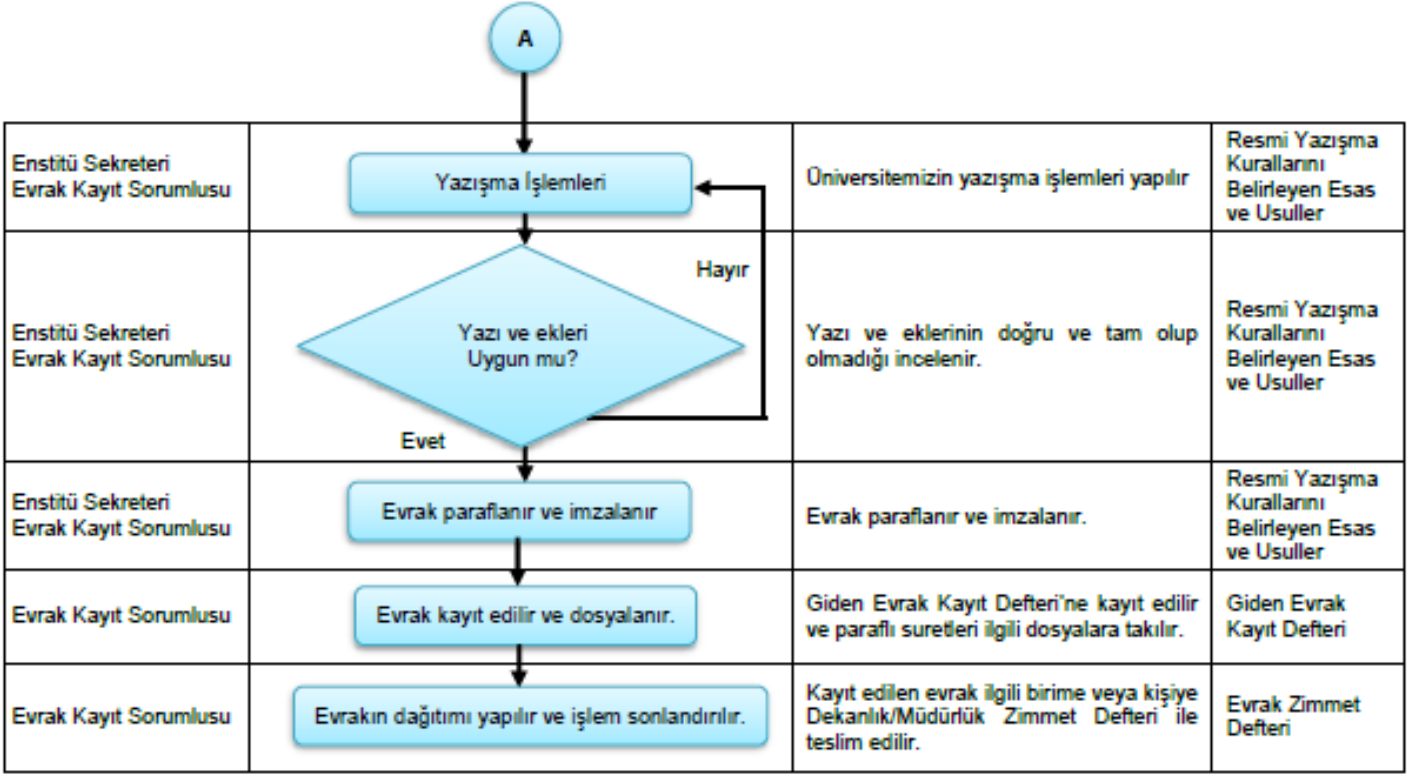 A
Enstitü Sekreteri
Evrak Kayıt Sorumlusu
Yazışma İşlemleri
Üniversitemizin yazışma işlemleri yapılır
Resmi Yazışma
Kurallarını
Belirleyen Esas
ve Usuller
Enstitü Sekreteri
Evrak Kayıt Sorumlusu
Hayır
Yazı ve ekleri
Uygun mu?
Evet
Yazı ve eklerinin doğru ve tam olup
olmadığı incelenir.
Resmi Yazışma
Kurallarını
Belirleyen Esas
ve Usuller
Enstitü Sekreteri
Evrak Kayıt Sorumlusu
Evrak paraflanır ve imzalanır
Evrak paraflanır ve imzalanır.
Resmi Yazışma
Kurallarını
Belirleyen Esas
ve Usuller
Evrak Kayıt Sorumlusu
Evrak kayıt edilir ve dosyalanır.
Giden Evrak Kayıt Defteri'ne kayıt edilir
ve paraflı suretleri ilgili dosyalara takılır.
Giden Evrak
Kayıt Defteri
Evrak Kayıt Sorumlusu
Evrakın dağıtımı yapılır ve işlem sonlandırılır.
Kayıt edilen evrak ilgili birime veya kişiye
Dekanlık/Müdürlük Zimmet Defteri ile
teslim edilir.
Evrak Zimmet
Defteri